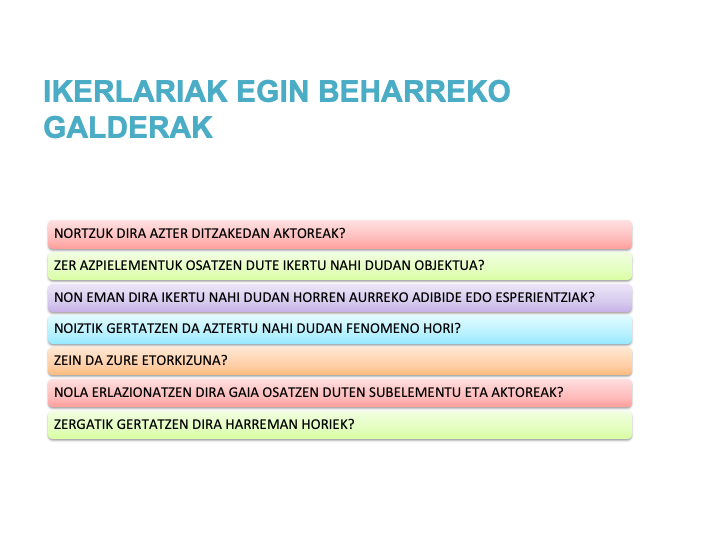 IKERLARIAK EGIN BEHARREKO
GALDERAK
NORTZUK DIRA AZTER DITZAKEDAN AKTOREAK?
ZER AZPIELEMENTUK OSATZEN DUTE IKERTU NAHI DUDAN OBJEKTUA?
NON EMAN DIRA IKERTU NAHI DUDAN HORREN AURREKO ADIBIDE EDO ESPERIENTZIAK?
NOIZTIK GERTATZEN DA AZTERTU NAHI DUDAN FENOMENO HORI?
ZEIN DA ZURE ETORKIZUNA?
NOLA ERLAZIONATZEN DIRA GAIA OSATZEN DUTEN SUBELEMENTU ETA AKTOREAK?
ZERGATIK GERTATZEN DIRA HARREMAN HORIEK?